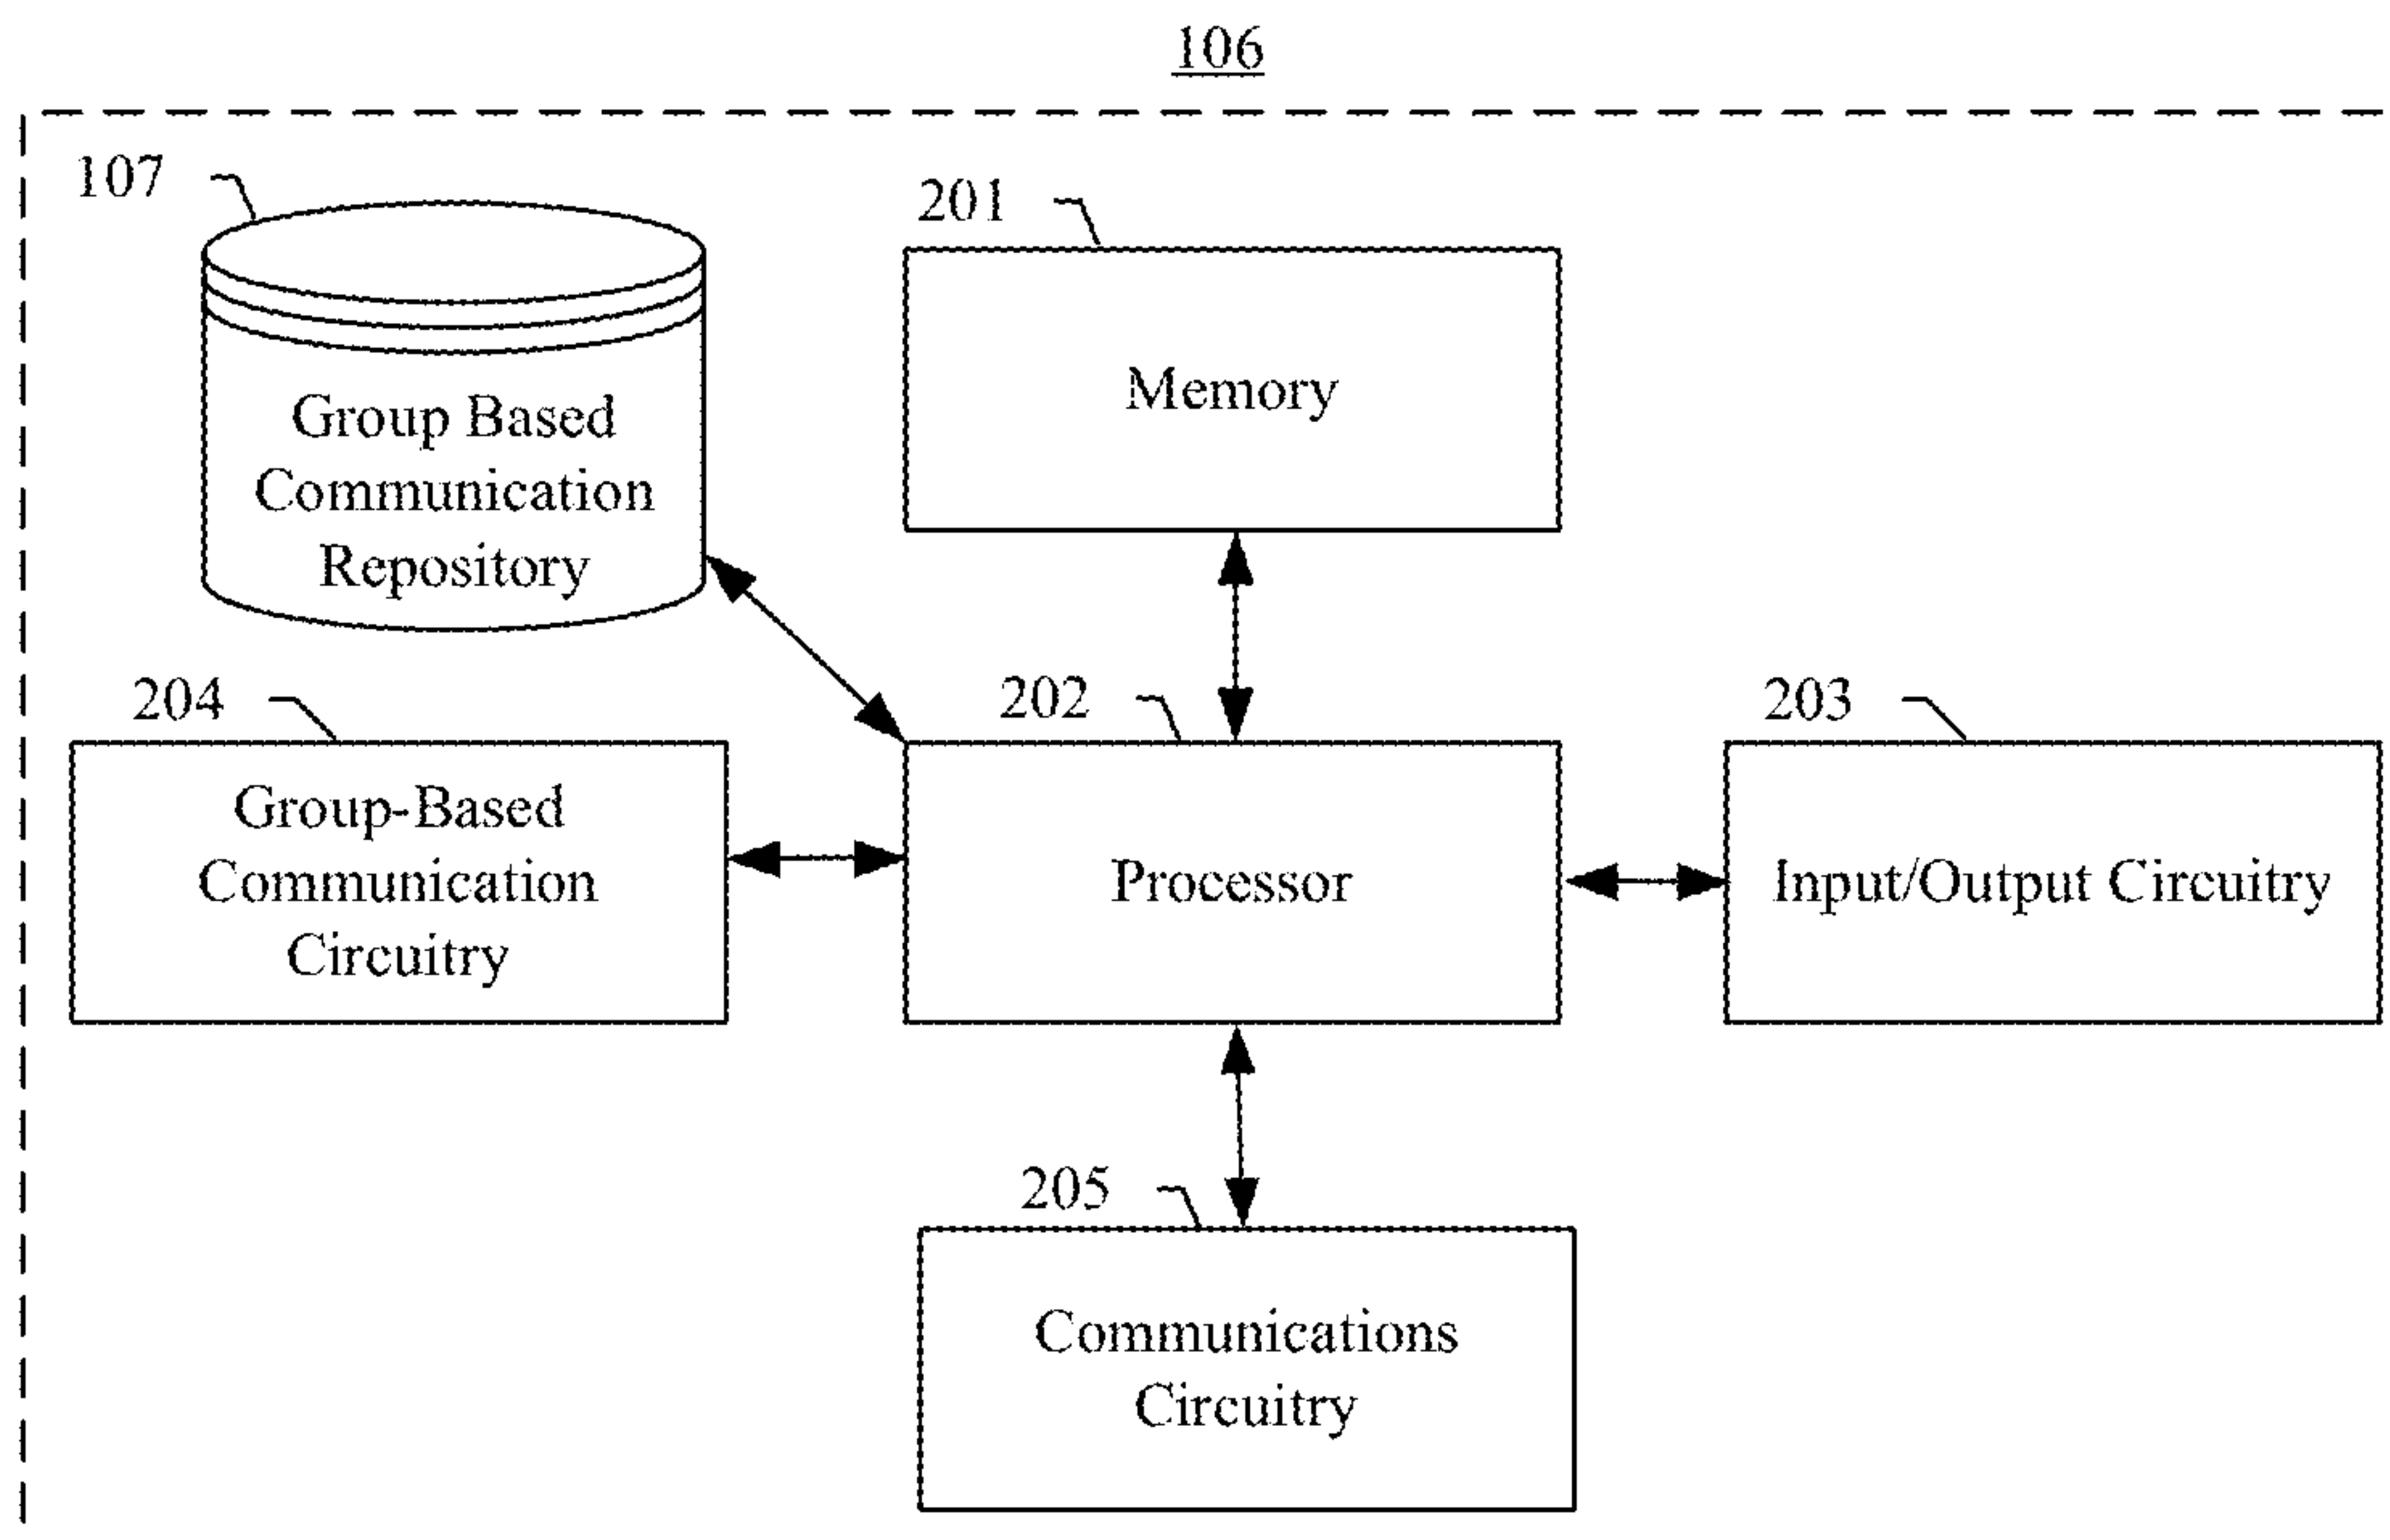 106
107
201
Memory
Group Based
Communication
Repository
204
202
203
Group-Based
Communication
Circuitry
Processor
Input/Output Circuitry
205
Communications
Circuitry